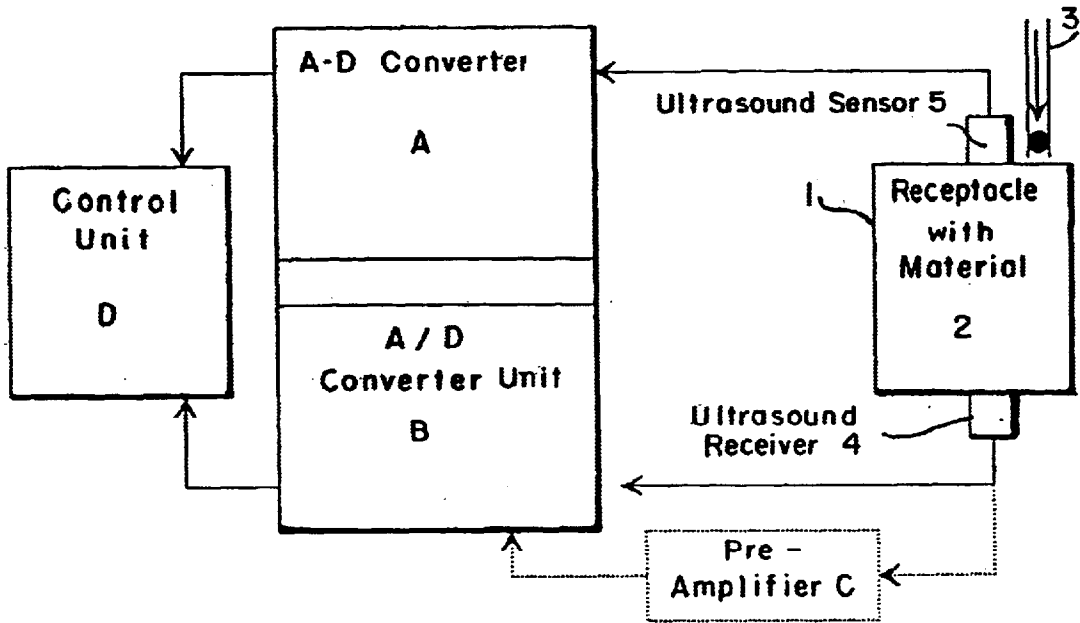 A-D Converter
A
Control
Unit
D
A / D
Converter Unit
B
3
Ultrasound Sensor 5
1
Receptacle
with
Material
2
Ultrasound
Receiver 4
Pre -
Amplifier C